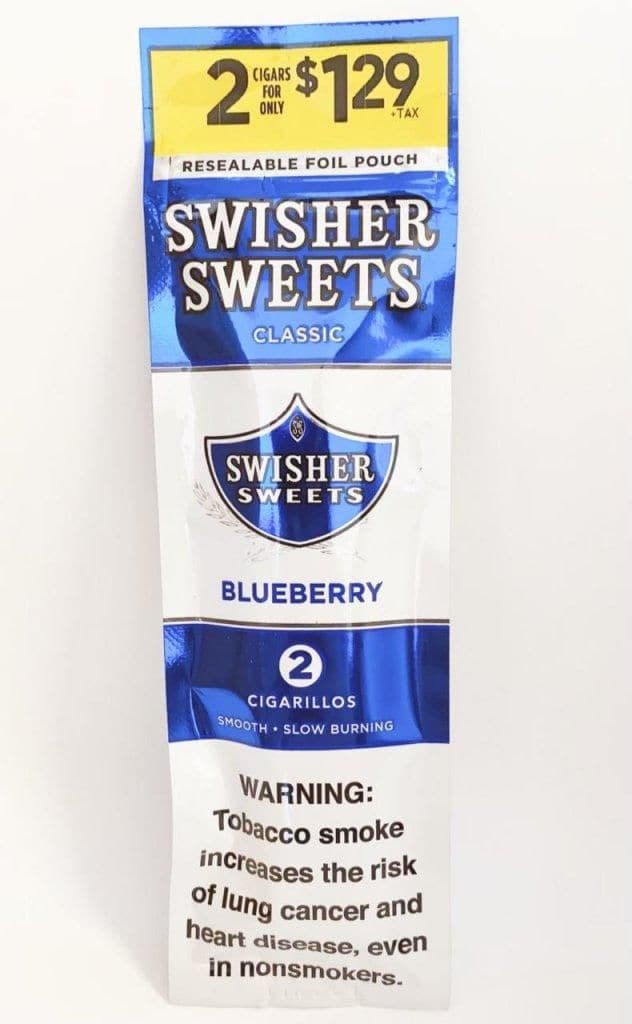 2 CIGARS FOR ONLY $1.29 +TAX
RESEALABLE FOIL POUCH
SWISHER
SWEETS
CLASSIC
SWISHER
SWEETS
BLUEBERRY
2
CIGARILLOS
SMOOTH • SLOW BURNING
WARNING:
Tobacco smoke
increases the risk
of lung cancer and
heart disease, even
in nonsmokers.